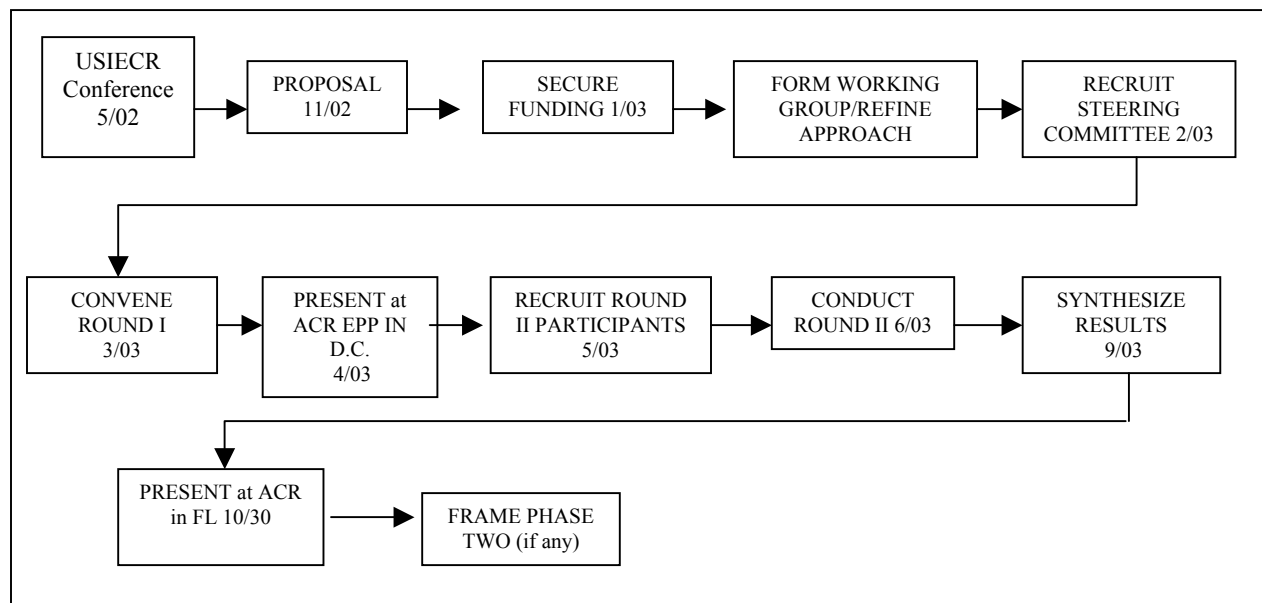 USIECR
Conference
5/02
PROPOSAL
11/02
SECURE
FUNDING 1/03
FORM WORKING
GROUP/REFINE
APPROACH
RECRUIT
STEERING
COMMITTEE 2/03
CONVENE
ROUND I
3/03
PRESENT at
ACR EPP IN
D.C.
4/03
RECRUIT ROUND
II PARTICIPANTS
5/03
CONDUCT
ROUND II 6/03
SYNTHESIZE
RESULTS
9/03
PRESENT at ACR
in FL 10/30
FRAME PHASE
TWO (if any)